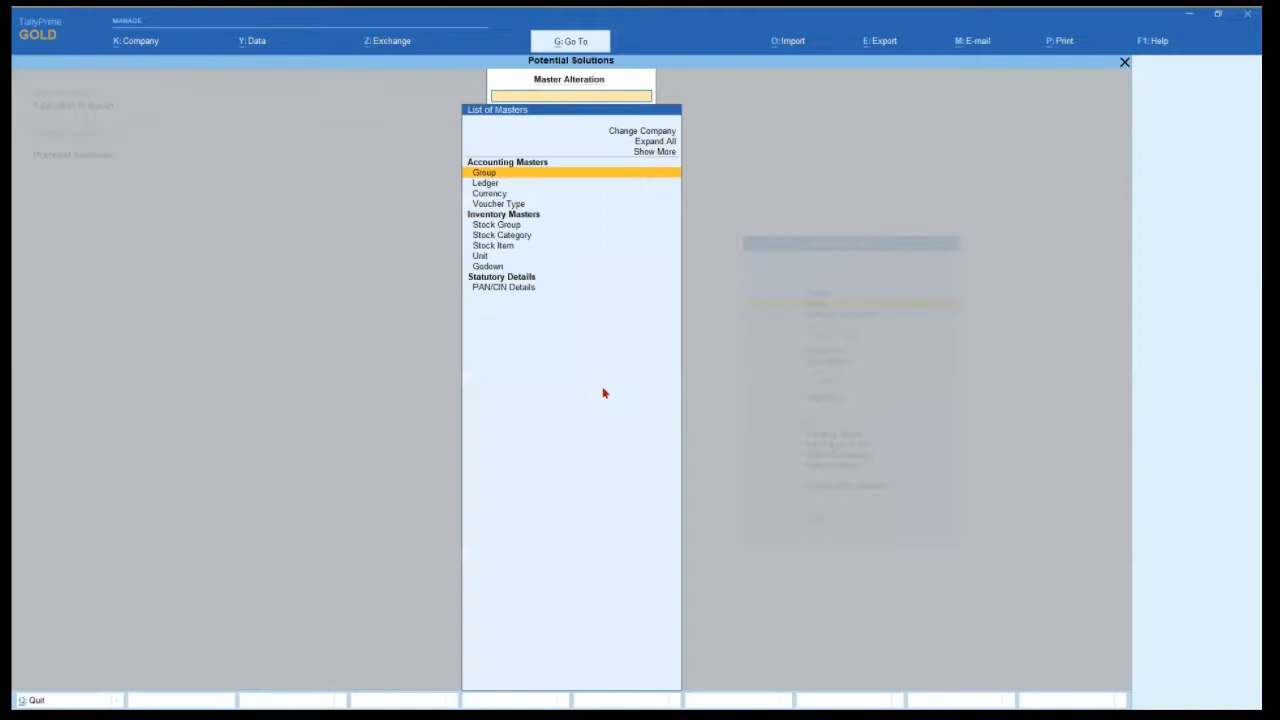 TallyPrime
GOLD
MANAGE
K: Company
Y: Data
Z: Exchange
G: Go To
O: Import
E: Export
M: E-mail
P: Print
F1: Help
Potential Solutions
Master Alteration
List of Masters
Change Company
Expand All
Show More
Accounting Masters
Group
Ledger
Currency
Voucher Type
Inventory Masters
Stock Group
Stock Category
Stock Item
Unit
Godown
Statutory Details
PAN/CIN Details
Potential Solutions
Q: Quit